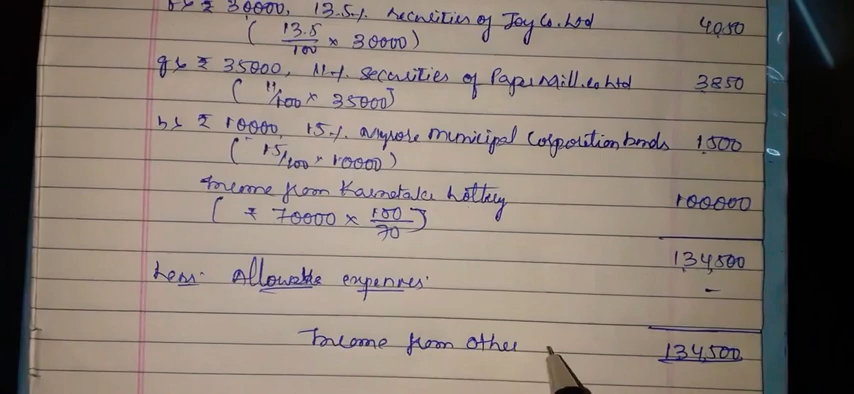 ₹ 30000, 13.5% securities of Joy Co. Ltd 4050
( 13.5/100 × 30000 )
g) ₹ 35000, 11% securities of Paper Mill. co Ltd 3850
( 11/100 × 35000 )
h) ₹ 10000, 15% municipal Corporation bonds 1,500
( 15/100 × 10000 )
Income from Karnataka Lottery 100000
( ₹ 70000 × 100/70 )
134,500
Less: Allowable expenses. –
Income from other 134,500